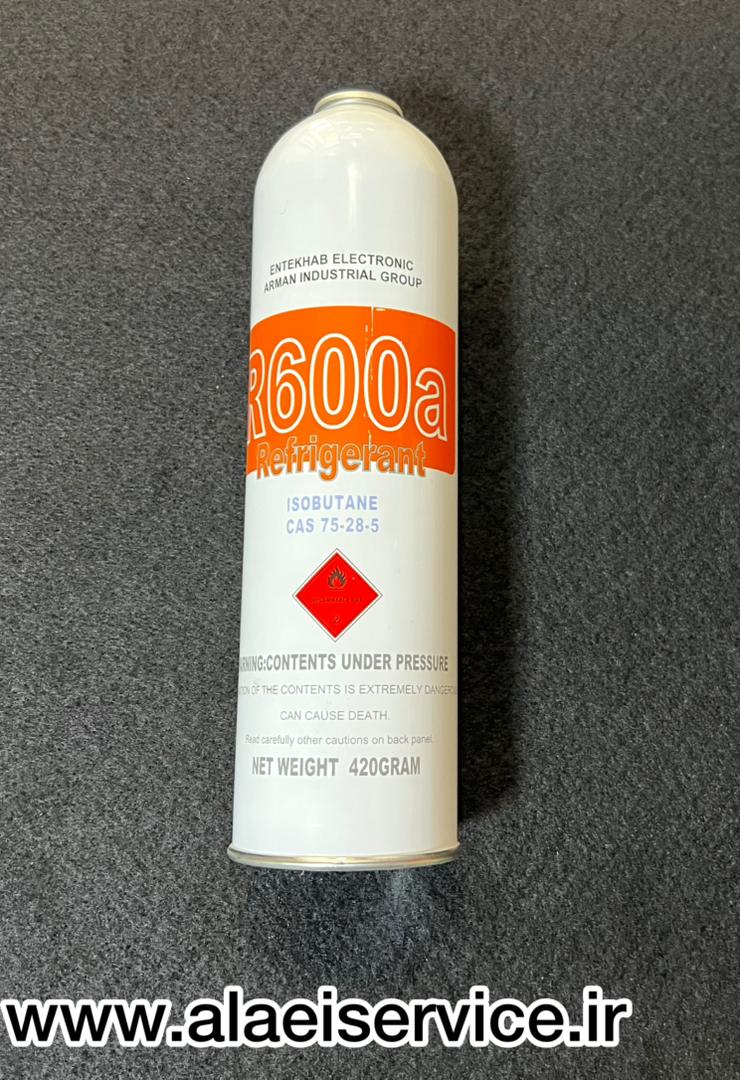 ENTEKHAB ELECTRONIC
ARMAN INDUSTRIAL GROUP
R600a
Refrigerant
ISOBUTANE
CAS 75-28-5
2
CONTENTS UNDER PRESSURE
OF THE CONTENTS IS EXTREMELY
CAN CAUSE DEATH.
Read carefully other cautions on back panel.
NET WEIGHT 420GRAM
www.alaeiservice.ir